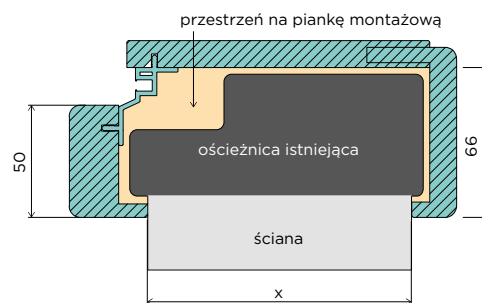 przestrzeń na piankę montażową
ościeżnica istniejąca
50
66
ściana
x